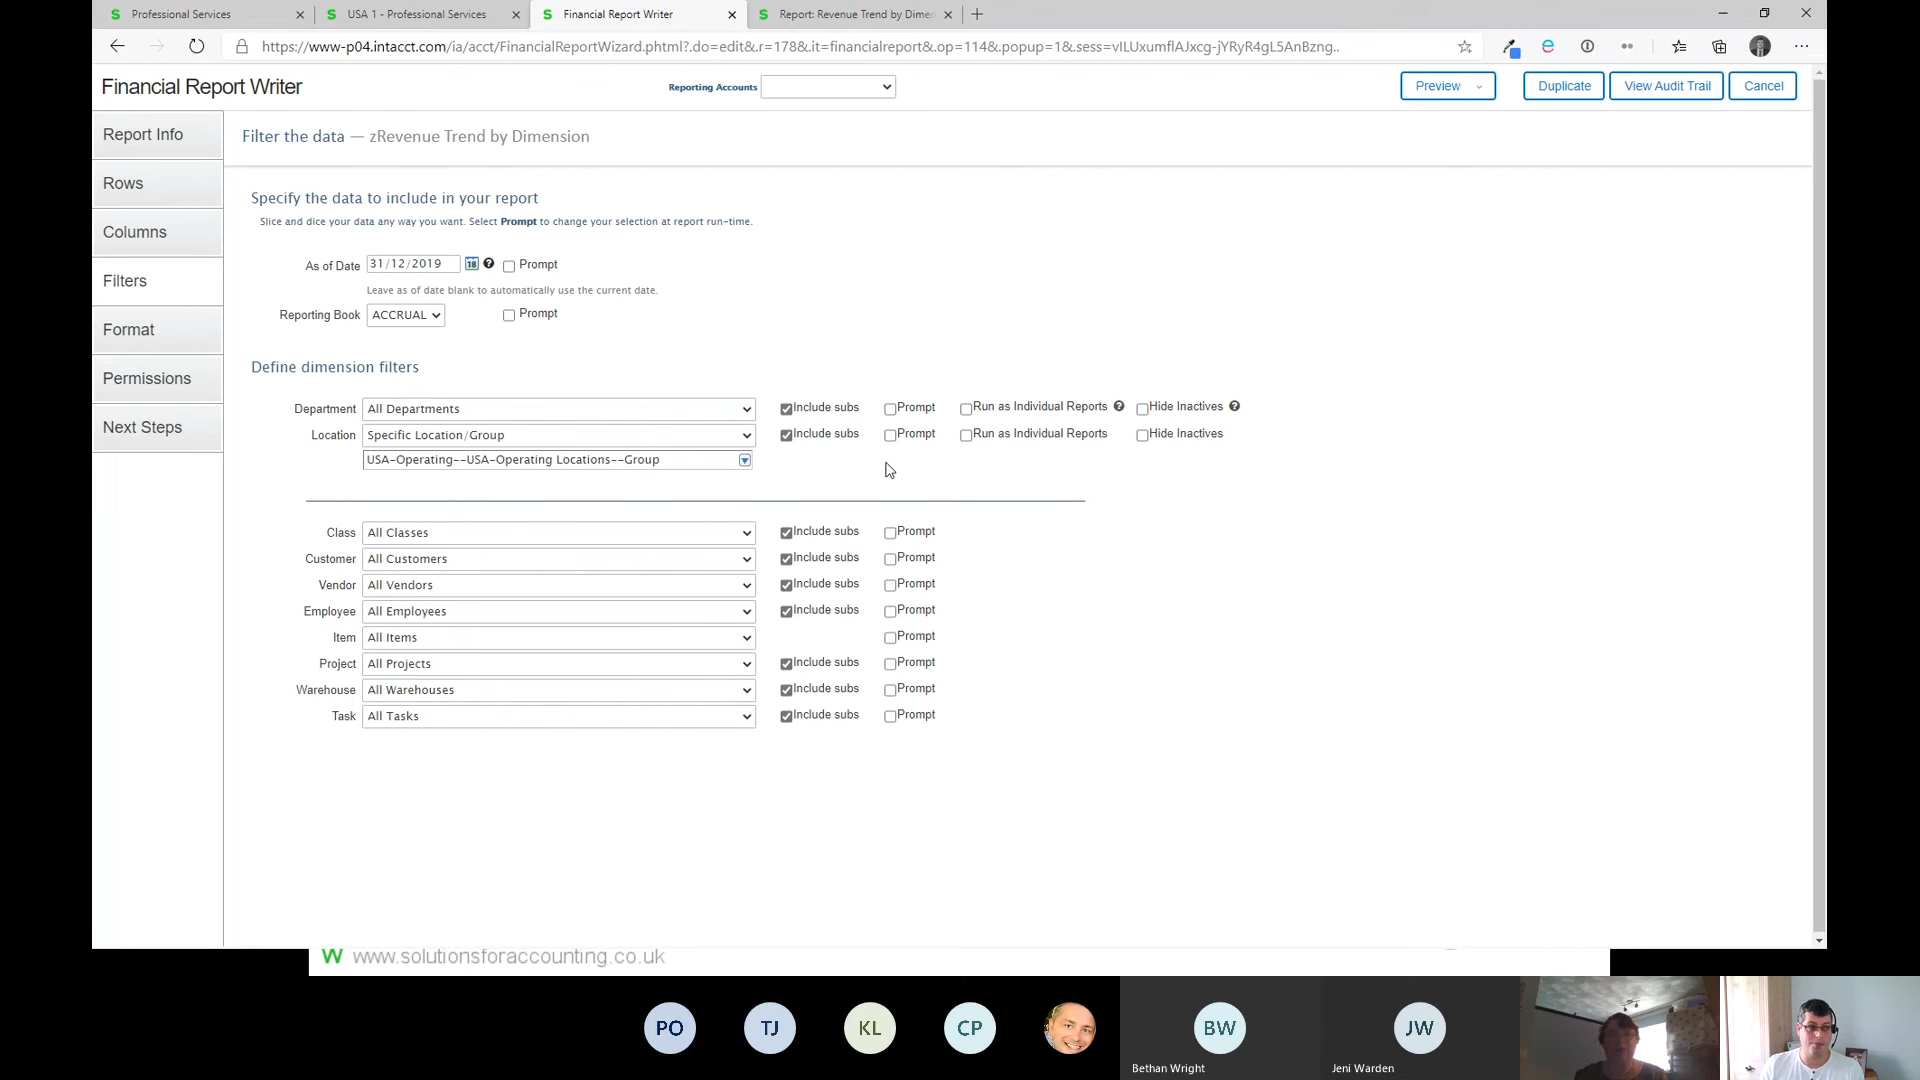 Professional Services
USA 1 - Professional Services
Financial Report Writer
Report: Revenue Trend by Dimen
https://www-p04.intacct.com/ia/acct/FinancialReportWizard.phtml?.do=edit&.r=178&.it=financialreport&.op=114&.popup=1&.sess=vILUxumflAJxcg-jYRyR4gL5AnBzng..
Financial Report Writer
Reporting Accounts
Preview
Duplicate
View Audit Trail
Cancel
Report Info
Rows
Columns
Filters
Format
Permissions
Next Steps
Filter the data — zRevenue Trend by Dimension
Specify the data to include in your report
Slice and dice your data any way you want. Select Prompt to change your selection at report run-time.
As of Date 31/12/2019 18 Prompt
Leave as of date blank to automatically use the current date.
Reporting Book ACCRUAL Prompt
Define dimension filters
Department All Departments Include subs Prompt Run as Individual Reports Hide Inactives
Location Specific Location/Group Include subs Prompt Run as Individual Reports Hide Inactives
USA-Operating--USA-Operating Locations--Group
Class All Classes Include subs Prompt
Customer All Customers Include subs Prompt
Vendor All Vendors Include subs Prompt
Employee All Employees Include subs Prompt
Item All Items Prompt
Project All Projects Include subs Prompt
Warehouse All Warehouses Include subs Prompt
Task All Tasks Include subs Prompt
W www.solutionsforaccounting.co.uk
PO
TJ
KL
CP
BW
JW
Bethan Wright
Jeni Warden